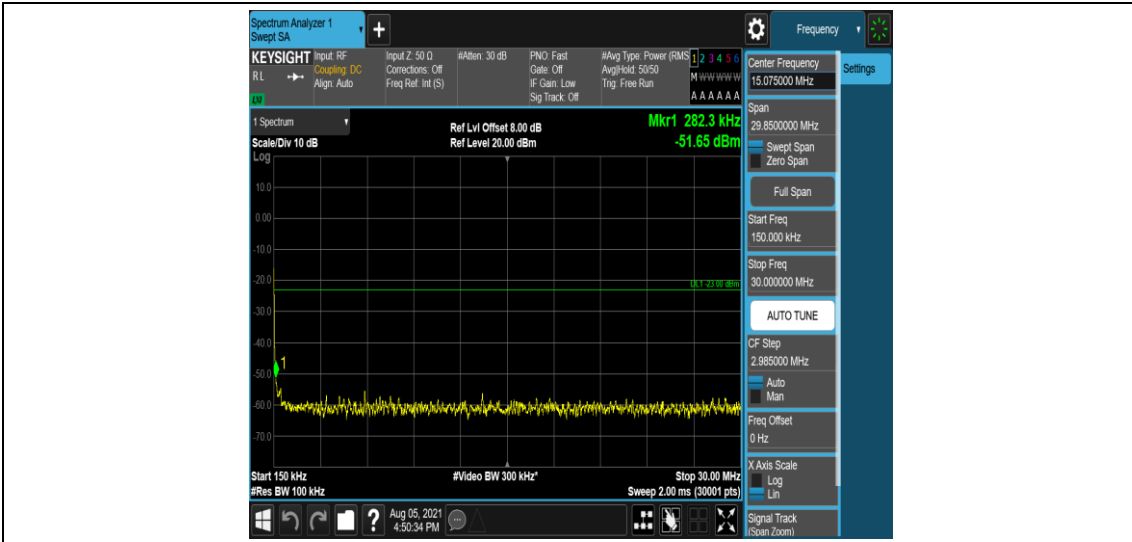 Spectrum Analyzer 1
Swept SA
+
Frequency
KEYSIGHT
RL
LXI
Input: RF
Coupling: DC
Align: Auto
Input Z: 50 Ω
Corrections: Off
Freq Ref: Int (S)
#Atten: 30 dB
PNO: Fast
Gate: Off
IF Gain: Low
Sig Track: Off
#Avg Type: Power (RMS
Avg|Hold: 50/50
Trig: Free Run
1 2 3 4 5 6
M W W W W W
A A A A A A
1 Spectrum
Scale/Div 10 dB
Log
Ref Lvl Offset 8.00 dB
Ref Level 20.00 dBm
Mkr1 282.3 kHz
-51.65 dBm
10.0
0.00
-10.0
-20.0
DL1 -23.00 dBm
-30.0
-40.0
1
-50.0
-60.0
-70.0
Start 150 kHz
#Res BW 100 kHz
#Video BW 300 kHz*
Stop 30.00 MHz
Sweep 2.00 ms (30001 pts)
?
Aug 05, 2021
4:50:34 PM
Center Frequency
15.075000 MHz
Settings
Span
29.8500000 MHz
Swept Span
Zero Span
Full Span
Start Freq
150.000 kHz
Stop Freq
30.000000 MHz
AUTO TUNE
CF Step
2.985000 MHz
Auto
Man
Freq Offset
0 Hz
X Axis Scale
Log
Lin
Signal Track
(Span Zoom)